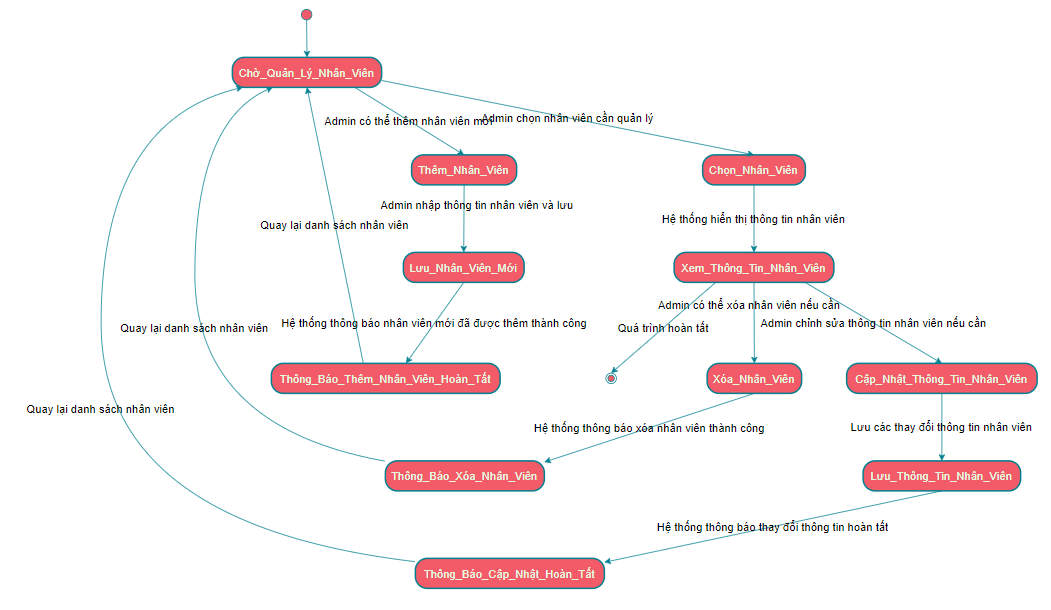 Chờ_Quản_Lý_Nhân_Viên
Admin có thể thêm nhân viên mới
Admin chọn nhân viên cần quản lý
Thêm_Nhân_Viên
Chọn_Nhân_Viên
Admin nhập thông tin nhân viên và lưu
Hệ thống hiển thị thông tin nhân viên
Quay lại danh sách nhân viên
Lưu_Nhân_Viên_Mới
Xem_Thông_Tin_Nhân_Viên
Admin có thể xóa nhân viên nếu cần
Hệ thống thông báo nhân viên mới đã được thêm thành công
Admin chỉnh sửa thông tin nhân viên nếu cần
Quay lại danh sách nhân viên
Quá trình hoàn tất
Thông_Báo_Thêm_Nhân_Viên_Hoàn_Tất
Xóa_Nhân_Viên
Cập_Nhật_Thông_Tin_Nhân_Viên
Quay lại danh sách nhân viên
Hệ thống thông báo xóa nhân viên thành công
Lưu các thay đổi thông tin nhân viên
Thông_Báo_Xóa_Nhân_Viên
Lưu_Thông_Tin_Nhân_Viên
Hệ thống thông báo thay đổi thông tin hoàn tất
Thông_Báo_Cập_Nhật_Hoàn_Tất